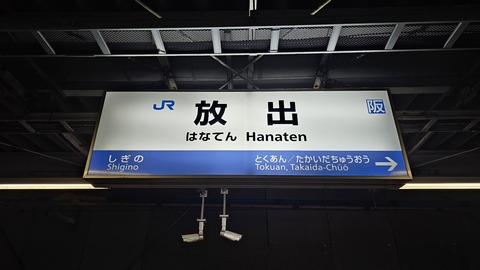 JR 放出 阪
はなてん Hanaten
しぎの とくあん/たかいだちゅうおう
Shigino Tokuan, Takaida-Chūō